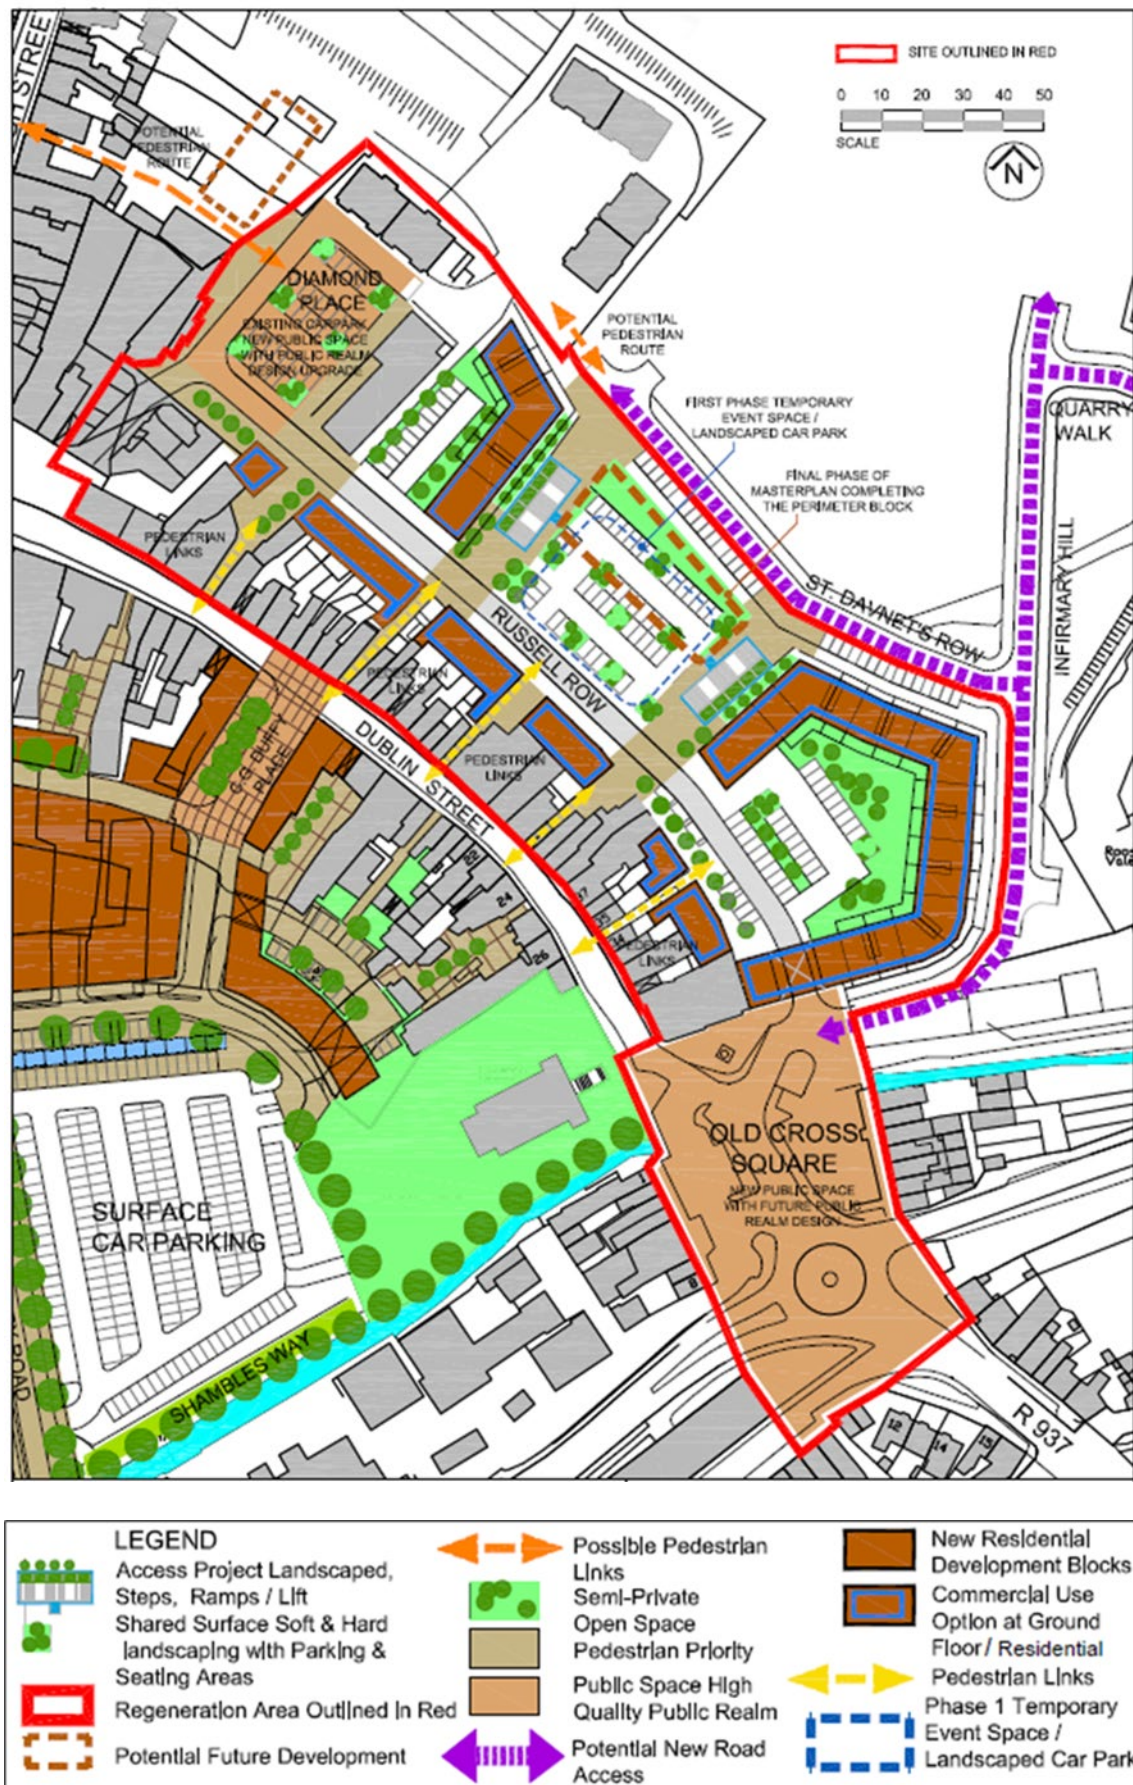 SITE OUTLINED IN RED
0 10 20 30 40 50
SCALE
N
POTENTIAL
PEDESTRIAN
ROUTE
DIAMOND
PLACE
EXISTING CARPARK
NEW PUBLIC SPACE
WITH PUBLIC REALM
DESIGN UPGRADE
POTENTIAL
PEDESTRIAN
ROUTE
FIRST PHASE TEMPORARY
EVENT SPACE /
LANDSCAPED CAR PARK
QUARRY
WALK
FINAL PHASE OF
MASTERPLAN COMPLETING
THE PERIMETER BLOCK
PEDESTRIAN
LINKS
ST. DAVNET'S ROW
INFIRMARY HILL
RUSSELL ROW
PEDESTRIAN
LINKS
C.G. DUFFY
PLACE
DUBLIN STREET
PEDESTRIAN
LINKS
22
24
26
PEDESTRIAN
LINKS
OLD CROSS
SQUARE
NEW PUBLIC SPACE
WITH FUTURE PUBLIC
REALM DESIGN
SURFACE
CAR PARKING
SHAMBLES WAY
ROAD
8
R 937
12
14
15
LEGEND
Access Project Landscaped,
Steps, Ramps / Lift
Shared Surface Soft & Hard
landscaping with Parking &
Seating Areas
Regeneration Area Outlined in Red
Potential Future Development
Possible Pedestrian
Links
Semi-Private
Open Space
Pedestrian Priority
Public Space High
Quality Public Realm
Potential New Road
Access
New Residential
Development Blocks
Commercial Use
Option at Ground
Floor / Residential
Pedestrian Links
Phase 1 Temporary
Event Space /
Landscaped Car Park